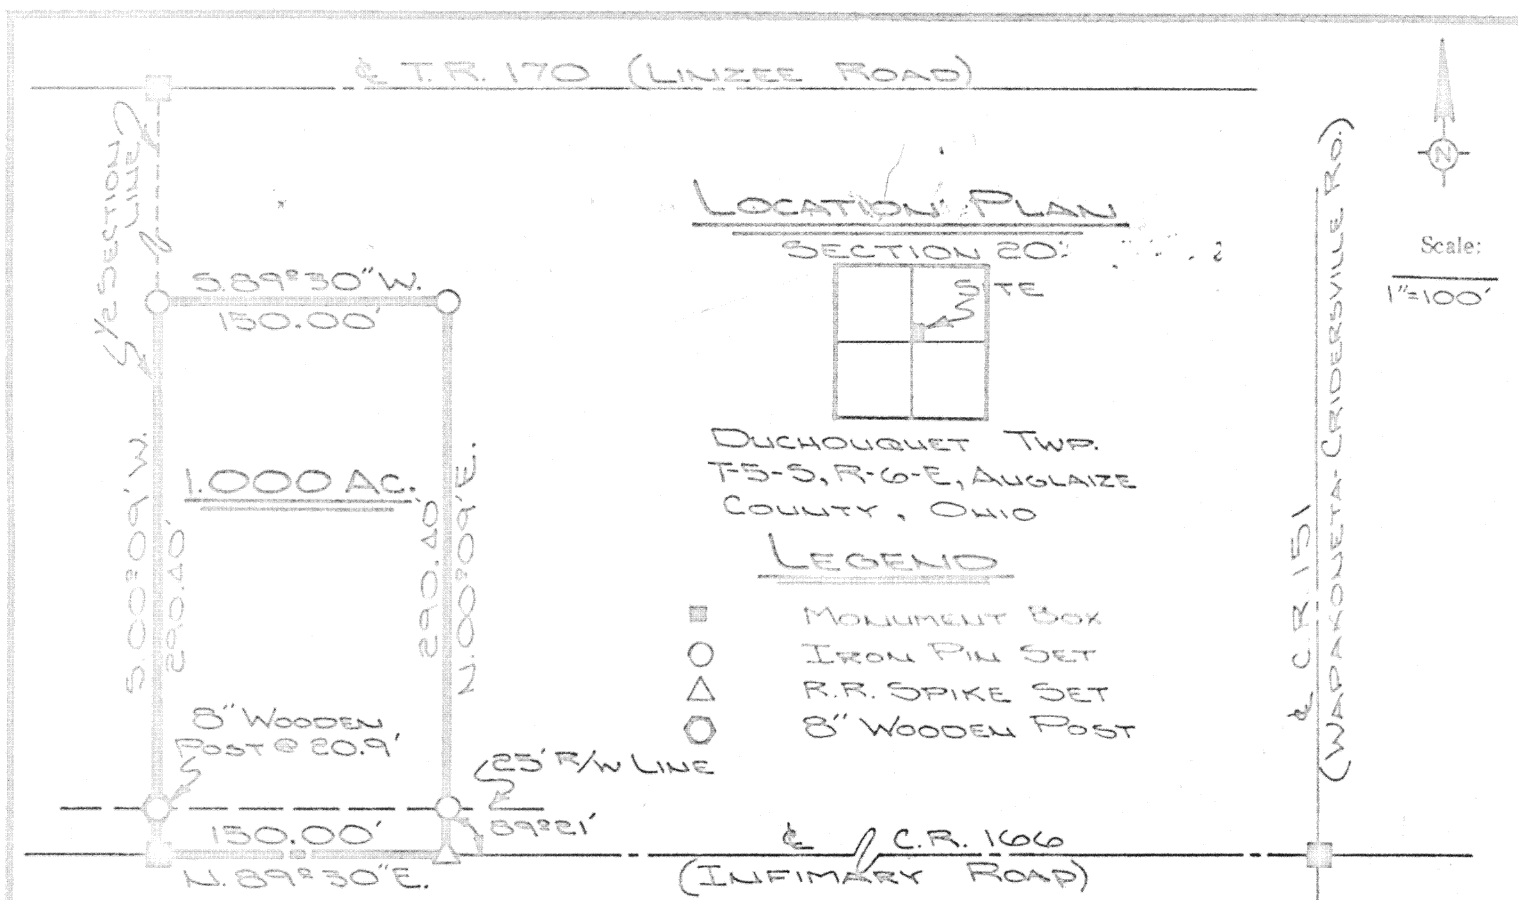 ℄ T.R. 170 (LINZEE ROAD)
N
Scale:
1"=100'
½ SECTION
LINE
LOCATION PLAN
SECTION 20
SITE
DUCHOUQUET TWP.
T-5-S, R-6-E, AUGLAIZE
COUNTY, OHIO
S.89°30" W.
150.00'
1.000 AC.
S.00°09' W.
290.40'
290.40'
N.00°09' E.
LEGEND
MONUMENT BOX
IRON PIN SET
R.R. SPIKE SET
8" WOODEN POST
8" WOODEN
POST @ 20.9'
25' R/W LINE
89°21'
150.00'
N.89°30"E.
℄ C.R. 166
(INFIMARY ROAD)
℄ C.R. 151
(WAPAKONETA-CRIDERSVILLE RD.)